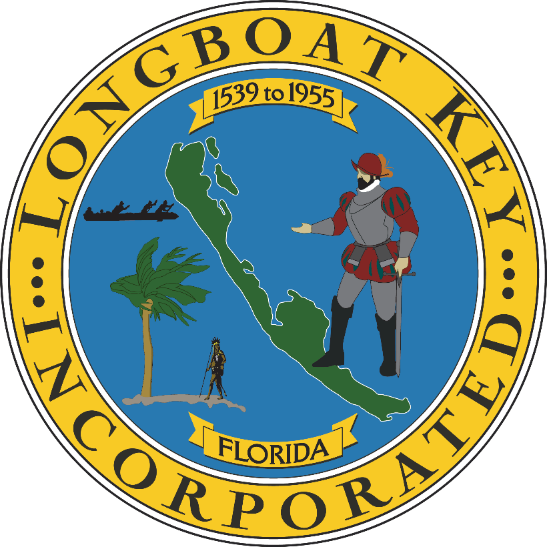 LONGBOAT KEY
1539 to 1955
FLORIDA
INCORPORATED